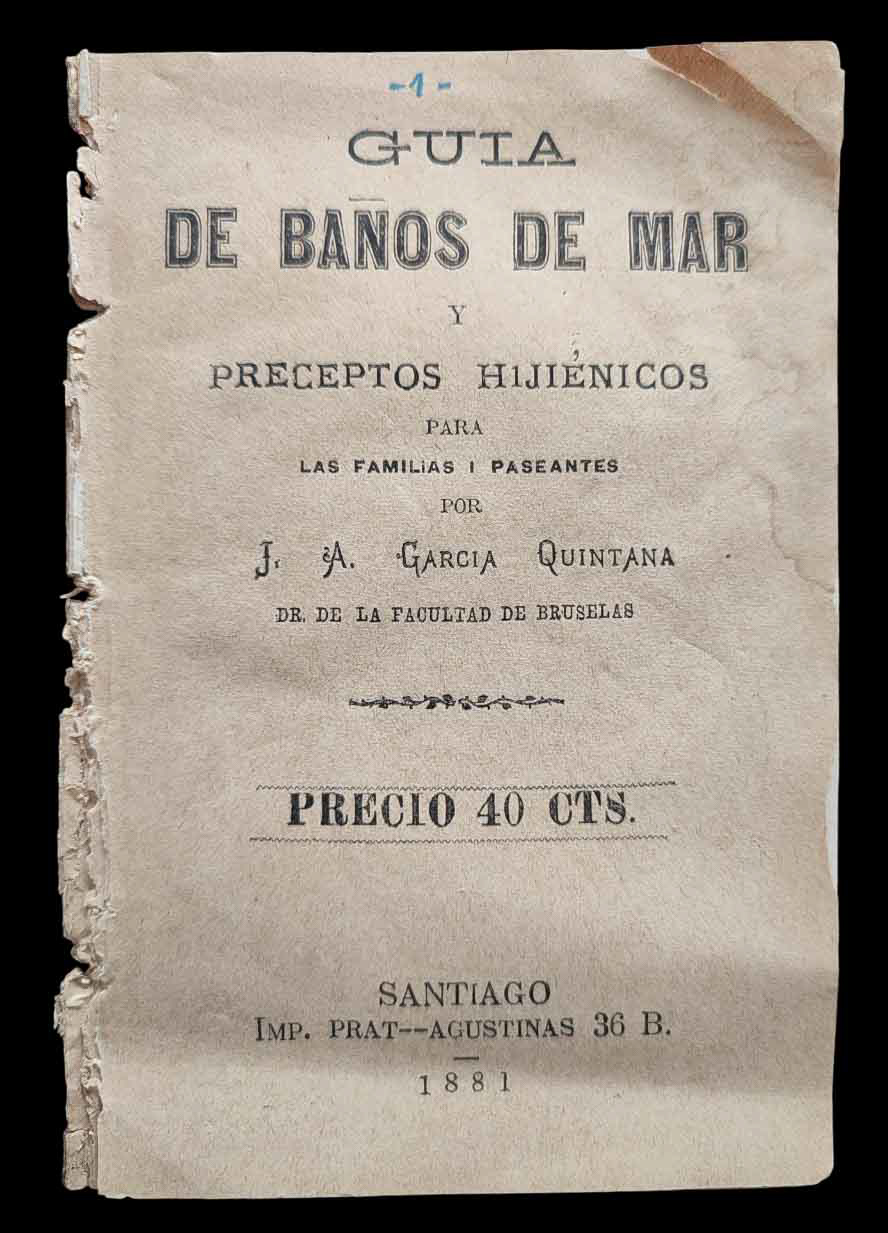 -1-
GUIA
DE BAÑOS DE MAR
Y
PRECEPTOS HIJIÉNICOS
PARA
LAS FAMILIAS I PASEANTES
POR
J. A. GARCIA QUINTANA
DR. DE LA FACULTAD DE BRUSELAS
PRECIO 40 CTS.
SANTIAGO
IMP. PRAT--AGUSTINAS 36 B.
1881